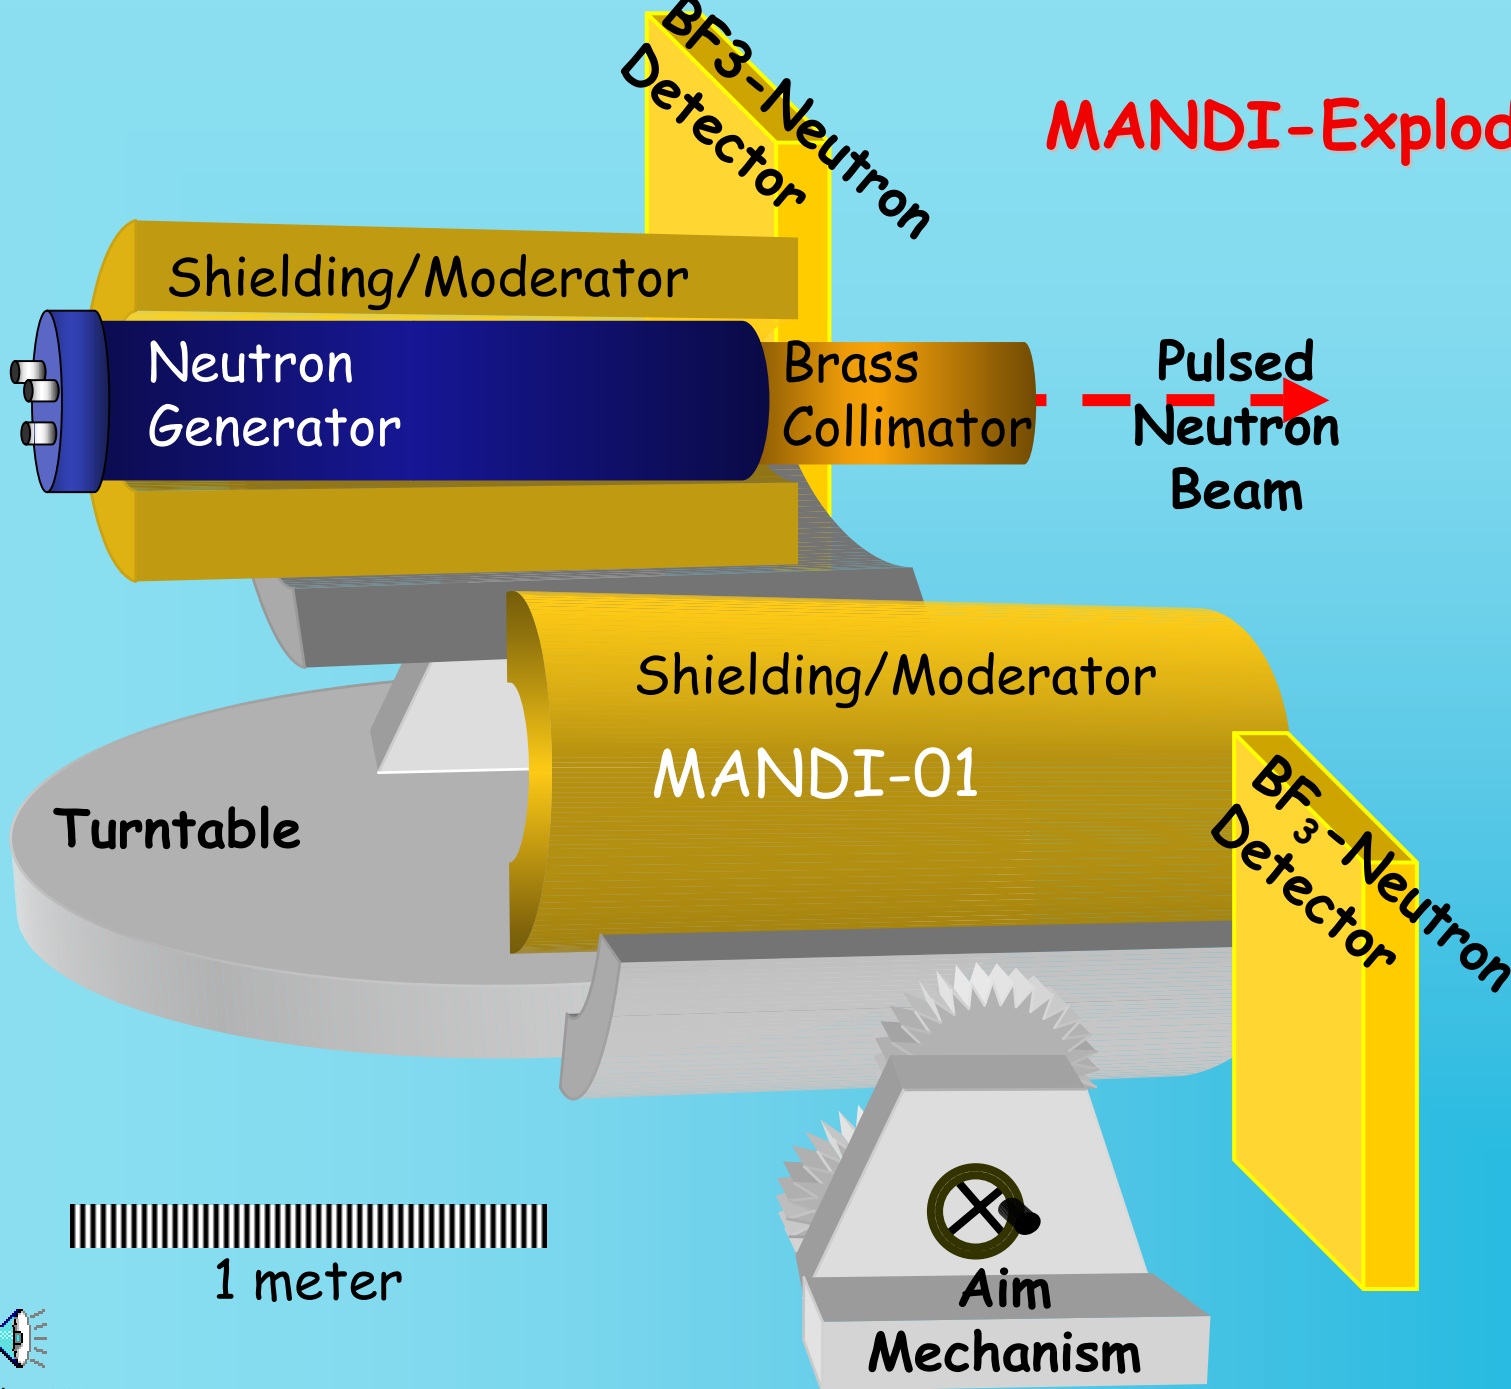 BF3-Neutron
Detector
MANDI-Explod
Shielding/Moderator
Neutron
Generator
Brass
Collimator
Pulsed
Neutron
Beam
Shielding/Moderator
MANDI-01
Turntable
BF₃-Neutron
Detector
1 meter
Aim
Mechanism